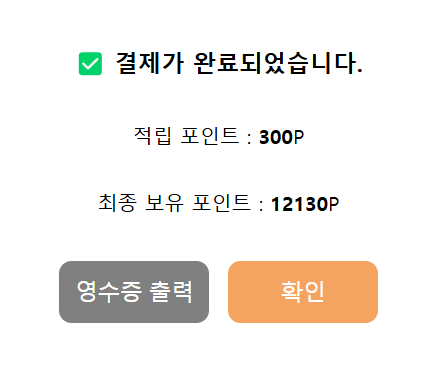 결제가 완료되었습니다.
적립 포인트 : 300P
최종 보유 포인트 : 12130P
영수증 출력
확인